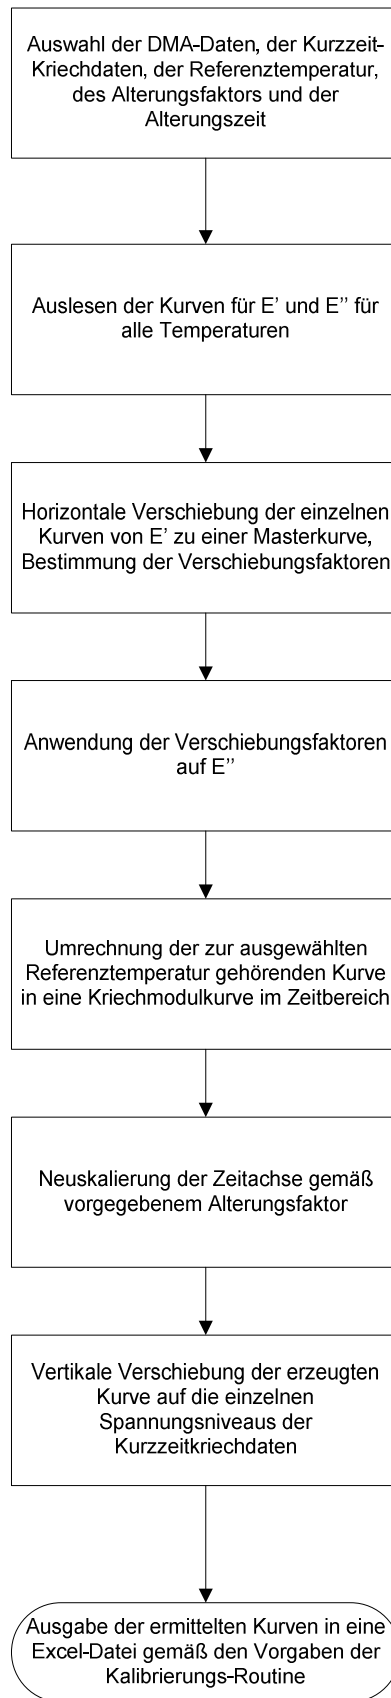 Auswahl der DMA-Daten, der Kurzzeit-
Kriechdaten, der Referenztemperatur,
des Alterungsfaktors und der
Alterungszeit
Auslesen der Kurven für E’ und E’’ für
alle Temperaturen
Horizontale Verschiebung der einzelnen
Kurven von E’ zu einer Masterkurve,
Bestimmung der Verschiebungsfaktoren
Anwendung der Verschiebungsfaktoren
auf E’’
Umrechnung der zur ausgewählten
Referenztemperatur gehörenden Kurve
in eine Kriechmodulkurve im Zeitbereich
Neuskalierung der Zeitachse gemäß
vorgegebenem Alterungsfaktor
Vertikale Verschiebung der erzeugten
Kurve auf die einzelnen
Spannungsniveaus der
Kurzzeitkriechdaten
Ausgabe der ermittelten Kurven in eine
Excel-Datei gemäß den Vorgaben der
Kalibrierungs-Routine